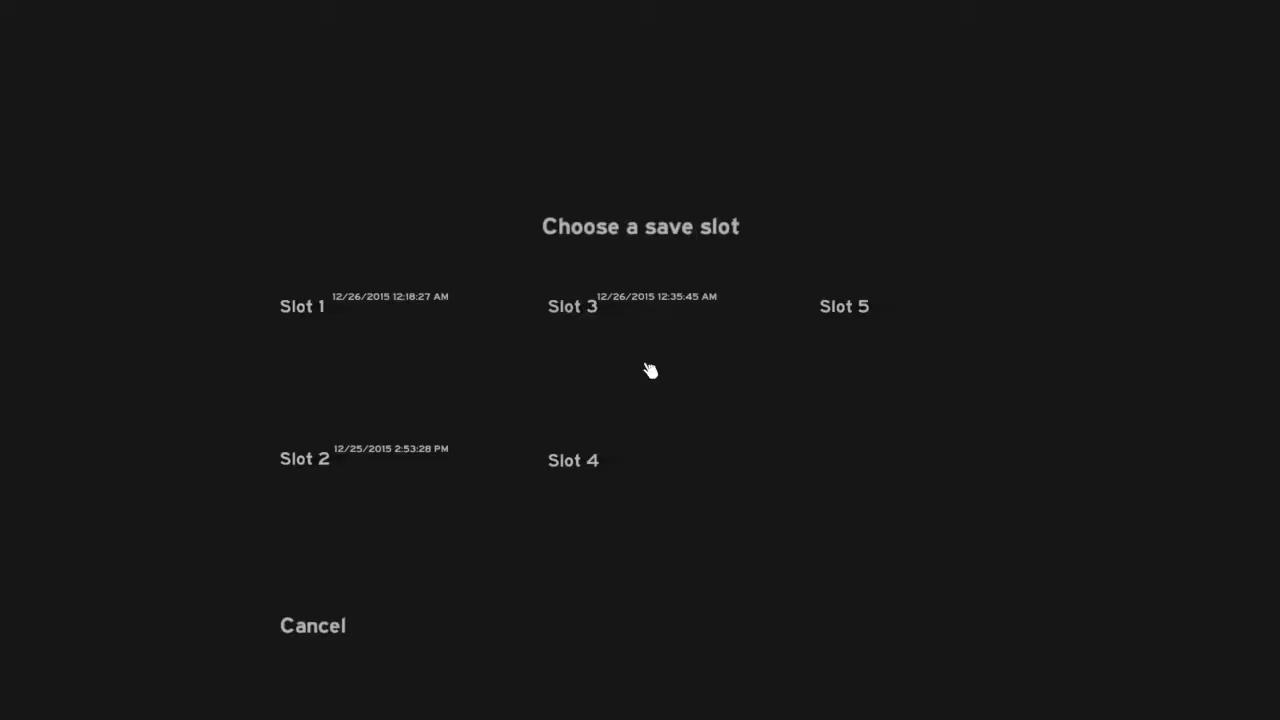 Choose a save slot
Slot 1 12/26/2015 12:18:27 AM
Slot 3 12/26/2015 12:35:45 AM
Slot 5
Slot 2 12/25/2015 2:53:28 PM
Slot 4
Cancel